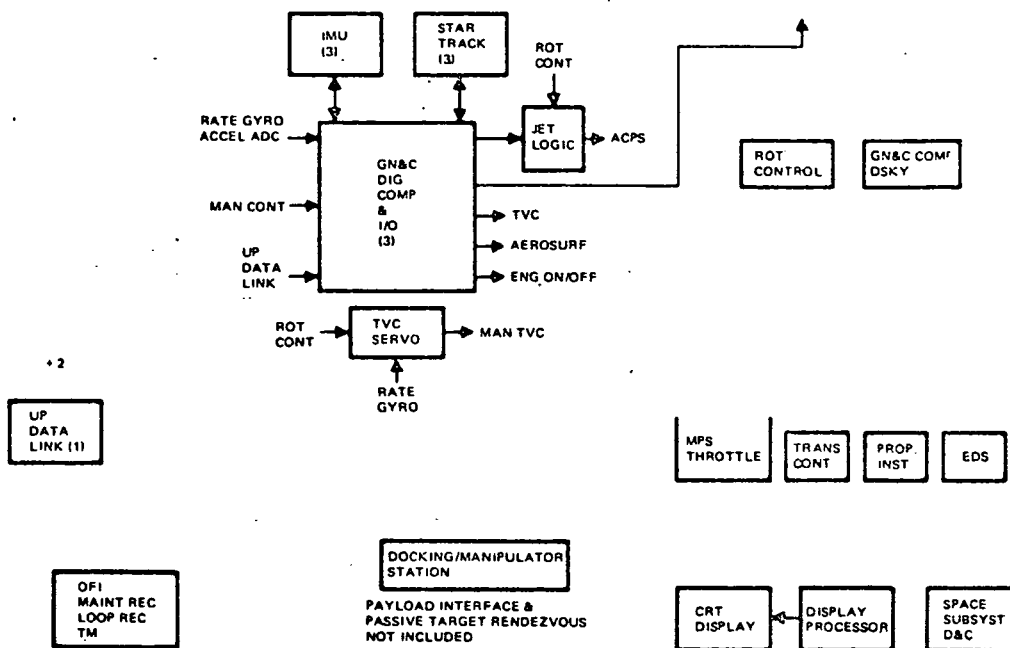 IMU
(3)
STAR
TRACK
(3)
ROT
CONT
RATE GYRO
ACCEL ADC
JET
LOGIC
ACPS
GN&C
DIG
COMP
&
I/O
(3)
ROT
CONTROL
GN&C COMP
DSKY
MAN CONT
TVC
AEROSURF
UP
DATA
LINK
ENG ON/OFF
ROT
CONT
TVC
SERVO
MAN TVC
RATE
GYRO
+2
UP
DATA
LINK (1)
MPS
THROTTLE
TRANS
CONT
PROP.
INST
EDS
DOCKING/MANIPULATOR
STATION
PAYLOAD INTERFACE &
PASSIVE TARGET RENDEZVOUS
NOT INCLUDED
OFI
MAINT REC
LOOP REC
TM
CRT
DISPLAY
DISPLAY
PROCESSOR
SPACE
SUBSYST
D&C